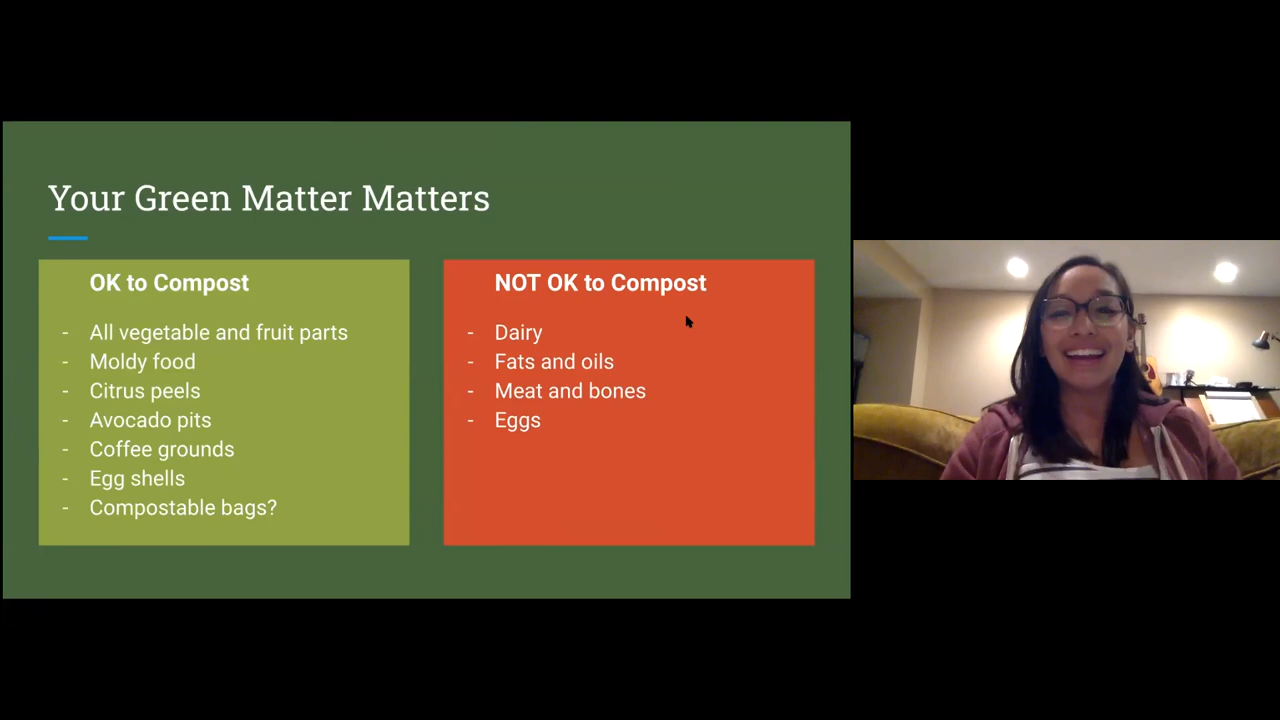 Your Green Matter Matters
OK to Compost
- All vegetable and fruit parts
- Moldy food
- Citrus peels
- Avocado pits
- Coffee grounds
- Egg shells
- Compostable bags?
NOT OK to Compost
- Dairy
- Fats and oils
- Meat and bones
- Eggs